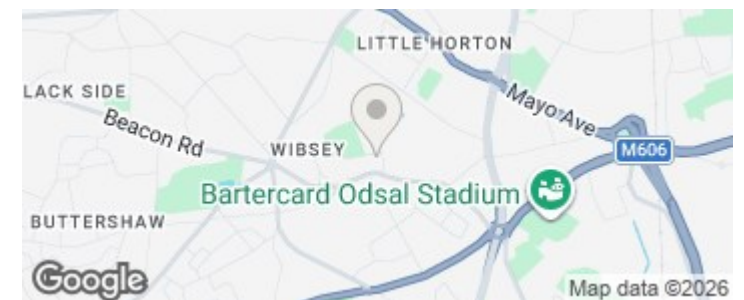 LITTLE HORTON
LACK SIDE
Beacon Rd
Mayo Ave
WIBSEY
M606
Bartercard Odsal Stadium
BUTTERSHAW
Google
Map data ©2026